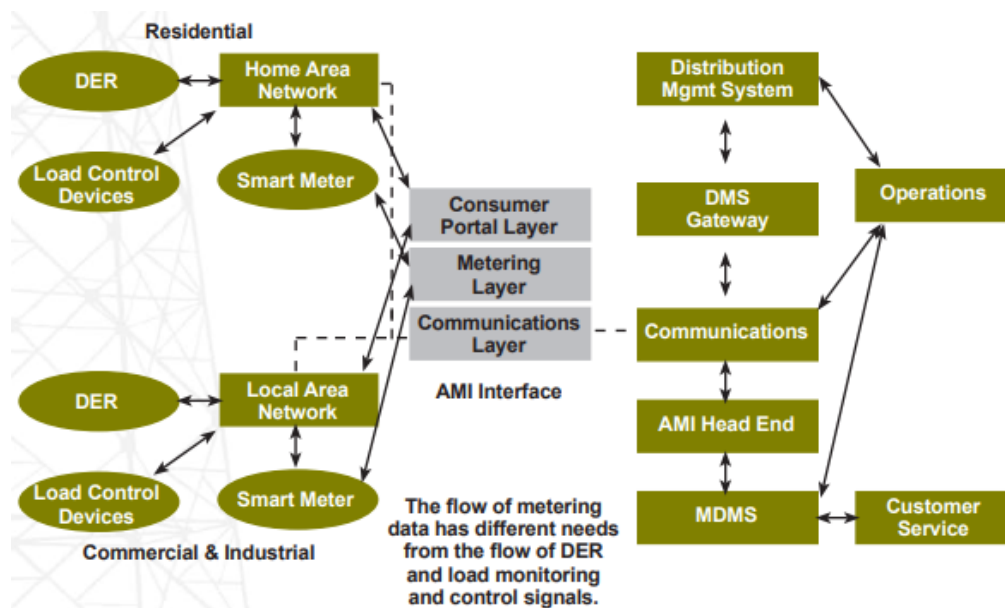 Residential
DER
Home Area
Network
Load Control
Devices
Smart Meter
Consumer
Portal Layer
Metering
Layer
Communications
Layer
AMI Interface
DER
Local Area
Network
Load Control
Devices
Smart Meter
Commercial & Industrial
The flow of metering
data has different needs
from the flow of DER
and load monitoring
and control signals.
Distribution
Mgmt System
DMS
Gateway
Operations
Communications
AMI Head End
MDMS
Customer
Service